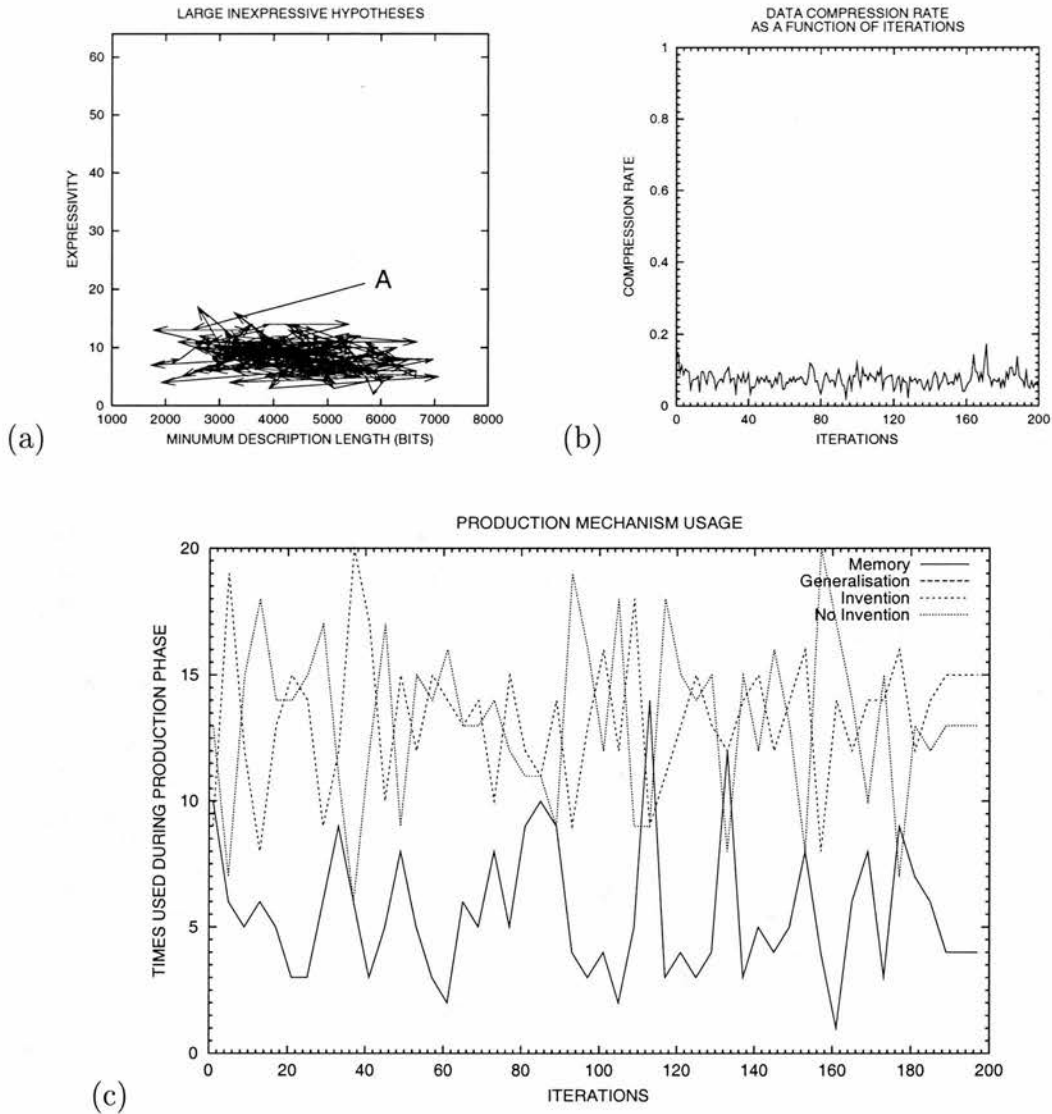 LARGE INEXPRESSIVE HYPOTHESES
60
50
40
30
20
10
0
EXPRESSIVITY
A
1000 2000 3000 4000 5000 6000 7000 8000
MINUMUM DESCRIPTION LENGTH (BITS)
(a)
DATA COMPRESSION RATE
AS A FUNCTION OF ITERATIONS
1
0.8
0.6
0.4
0.2
0
COMPRESSION RATE
0 40 80 120 160 200
ITERATIONS
(b)
PRODUCTION MECHANISM USAGE
20
15
10
5
0
TIMES USED DURING PRODUCTION PHASE
Memory
Generalisation
Invention
No Invention
0 20 40 60 80 100 120 140 160 180 200
ITERATIONS
(c)